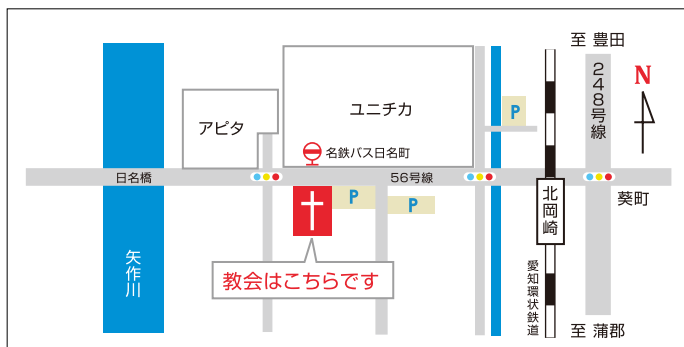 至 豊田
248号線
N
アピタ
ユニチカ
P
名鉄バス日名町
日名橋
56号線
葵町
P
P
北岡崎
矢作川
教会はこちらです
愛知環状鉄道
至 蒲郡